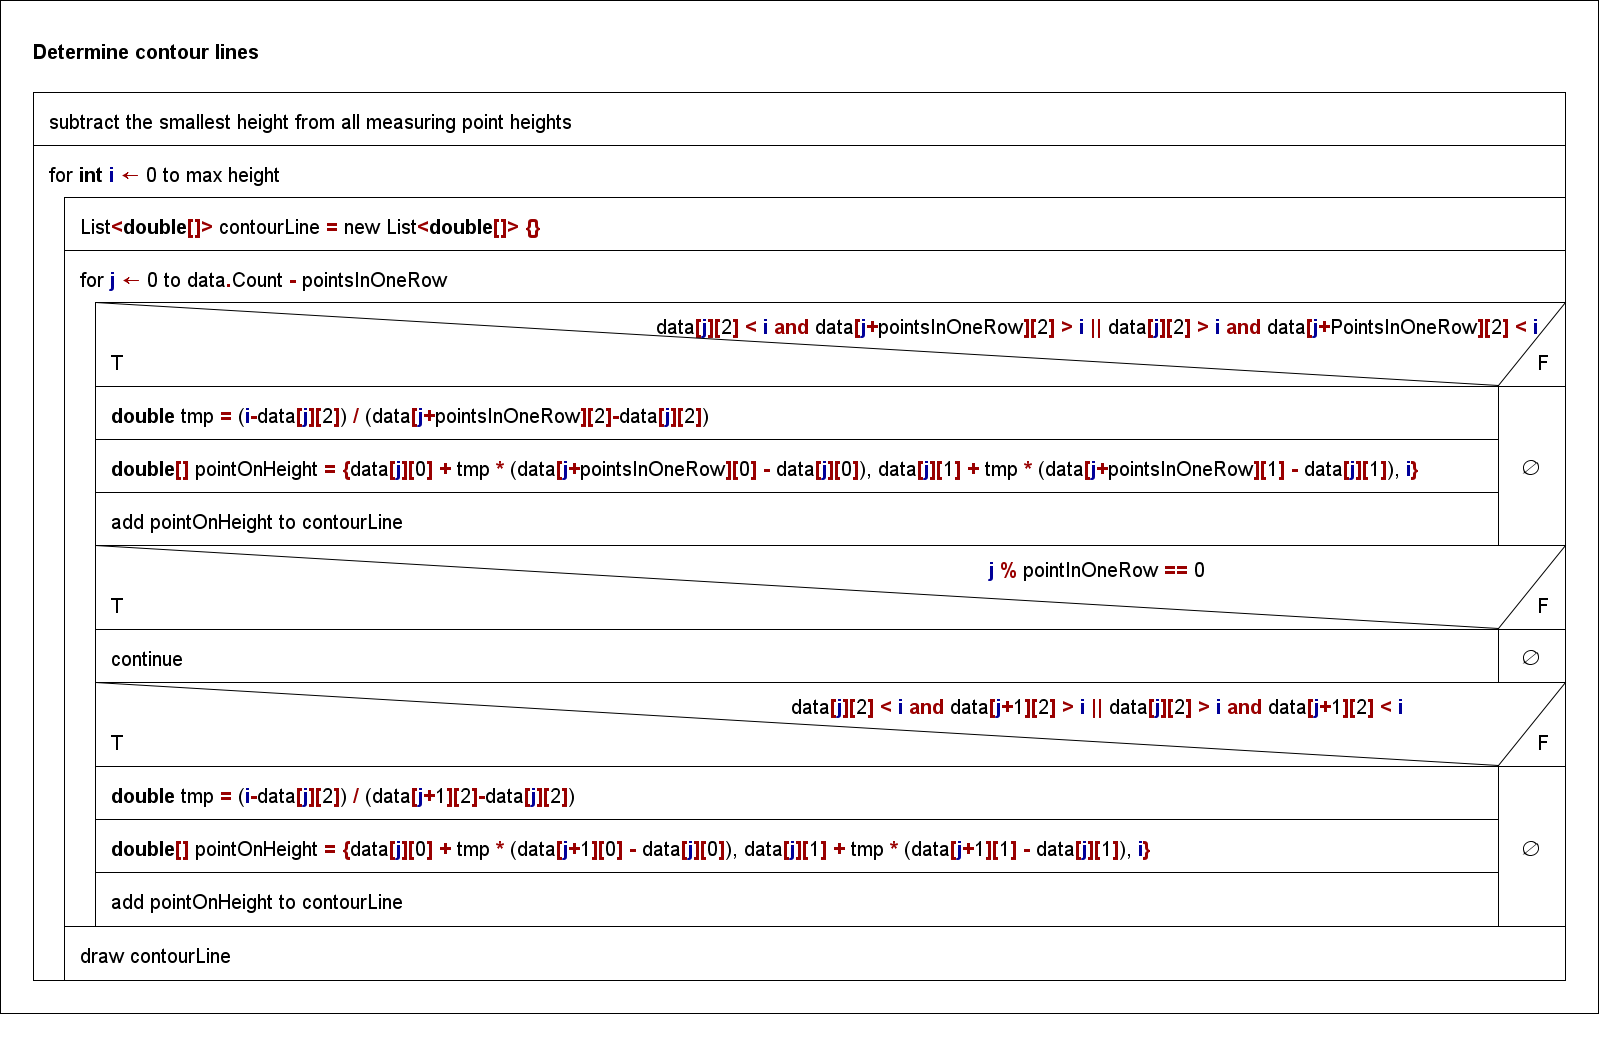 Determine contour lines
subtract the smallest height from all measuring point heights
for int i ← 0 to max height
List<double[]> contourLine = new List<double[]> {}
for j ← 0 to data.Count - pointsInOneRow
data[j][2] < i and data[j+pointsInOneRow][2] > i || data[j][2] > i and data[j+PointsInOneRow][2] < i
T F
double tmp = (i-data[j][2]) / (data[j+pointsInOneRow][2]-data[j][2])
double[] pointOnHeight = {data[j][0] + tmp * (data[j+pointsInOneRow][0] - data[j][0]), data[j][1] + tmp * (data[j+pointsInOneRow][1] - data[j][1]), i}
∅
add pointOnHeight to contourLine
j % pointInOneRow == 0
T F
continue ∅
data[j][2] < i and data[j+1][2] > i || data[j][2] > i and data[j+1][2] < i
T F
double tmp = (i-data[j][2]) / (data[j+1][2]-data[j][2])
double[] pointOnHeight = {data[j][0] + tmp * (data[j+1][0] - data[j][0]), data[j][1] + tmp * (data[j+1][1] - data[j][1]), i}
∅
add pointOnHeight to contourLine
draw contourLine